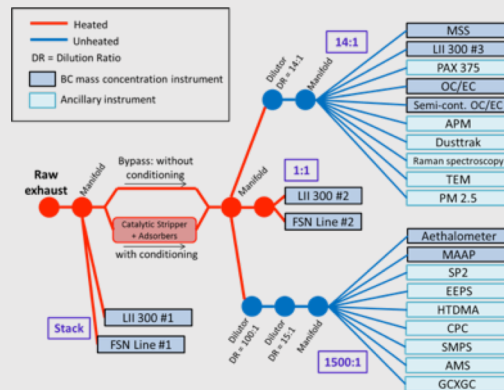 Heated
Unheated
DR = Dilution Ratio
BC mass concentration instrument
Ancillary instrument
Raw
exhaust
Manifold
Bypass: without
conditioning
Catalytic Stripper
+ Adsorbers
with conditioning
Stack
LII 300 #1
FSN Line #1
Manifold
1:1
LII 300 #2
FSN Line #2
14:1
Dilutor
DR = 14:1
Manifold
MSS
LII 300 #3
PAX 375
OC/EC
Semi-cont. OC/EC
APM
Dusttrak
Raman spectroscopy
TEM
PM 2.5
Dilutor
DR = 100:1
Dilutor
DR = 15:1
Manifold
1500:1
Aethalometer
MAAP
SP2
EEPS
HTDMA
CPC
SMPS
AMS
GCXGC